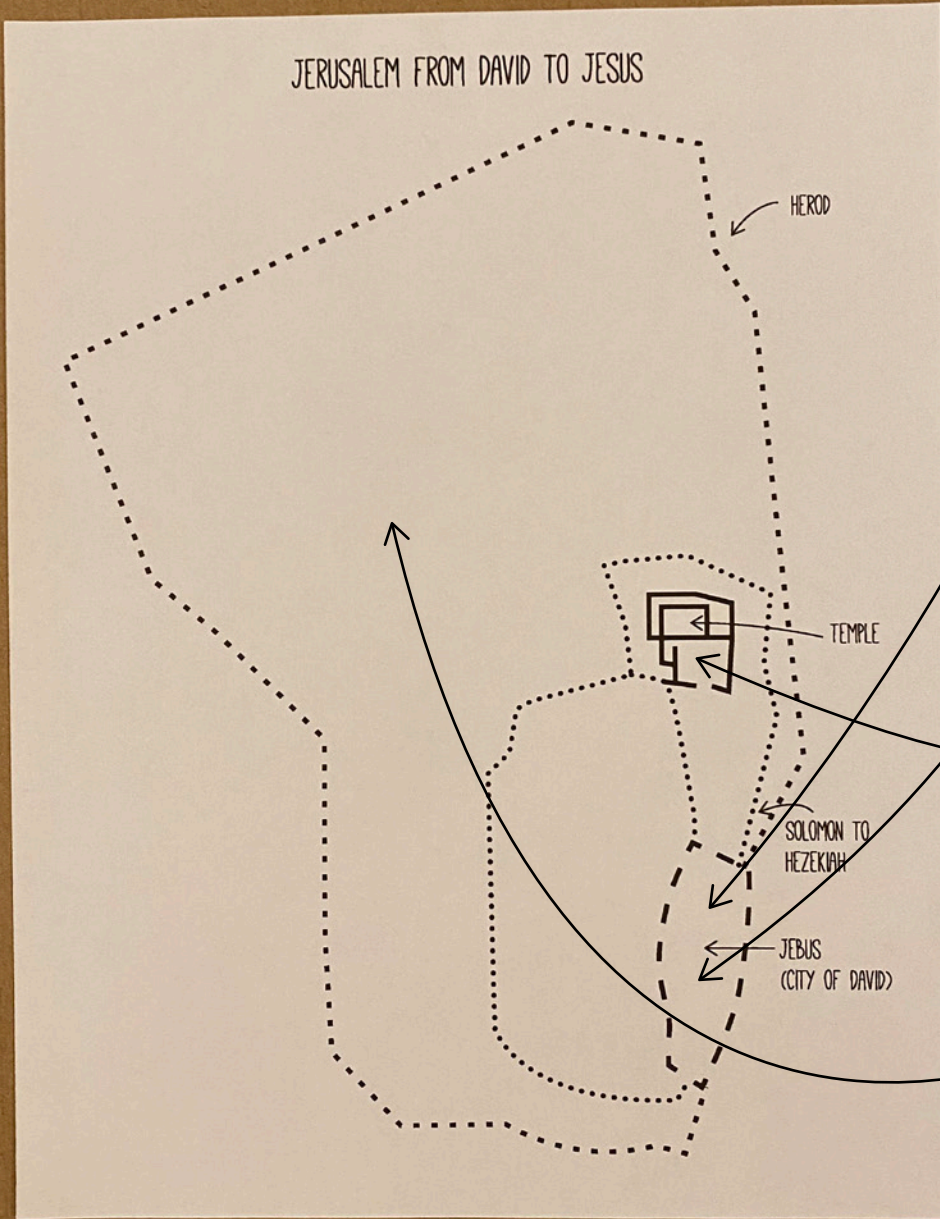 JERUSALEM FROM DAVID TO JESUS
HEROD
TEMPLE
SOLOMON TO
HEZEKIAH
JEBUS
(CITY OF DAVID)